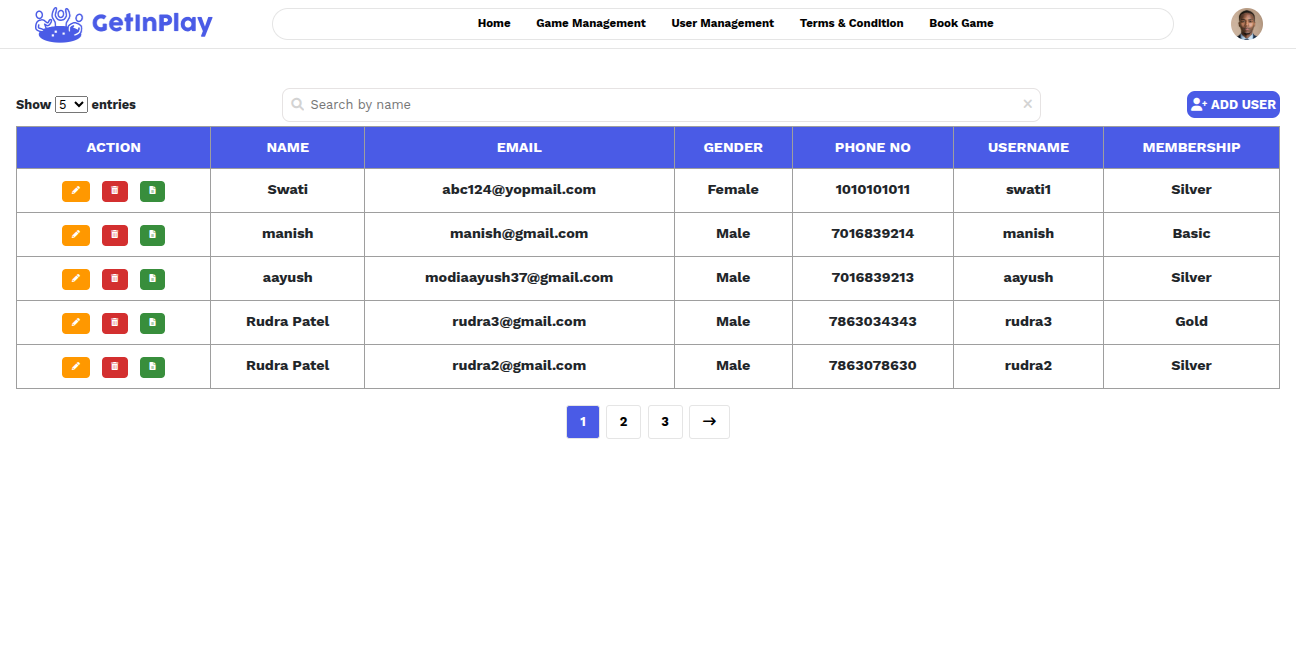 GetInPlay Home Game Management User Management Terms & Condition Book Game
Show 5 entries Search by name × ADD USER
ACTION NAME EMAIL GENDER PHONE NO USERNAME MEMBERSHIP
Swati abc124@yopmail.com Female 1010101011 swati1 Silver
manish manish@gmail.com Male 7016839214 manish Basic
aayush modiaayush37@gmail.com Male 7016839213 aayush Silver
Rudra Patel rudra3@gmail.com Male 7863034343 rudra3 Gold
Rudra Patel rudra2@gmail.com Male 7863078630 rudra2 Silver
1 2 3 →